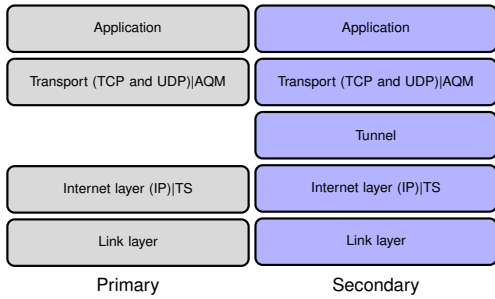 Application
Application
Transport (TCP and UDP)|AQM
Transport (TCP and UDP)|AQM
Tunnel
Internet layer (IP)|TS
Internet layer (IP)|TS
Link layer
Link layer
Primary
Secondary